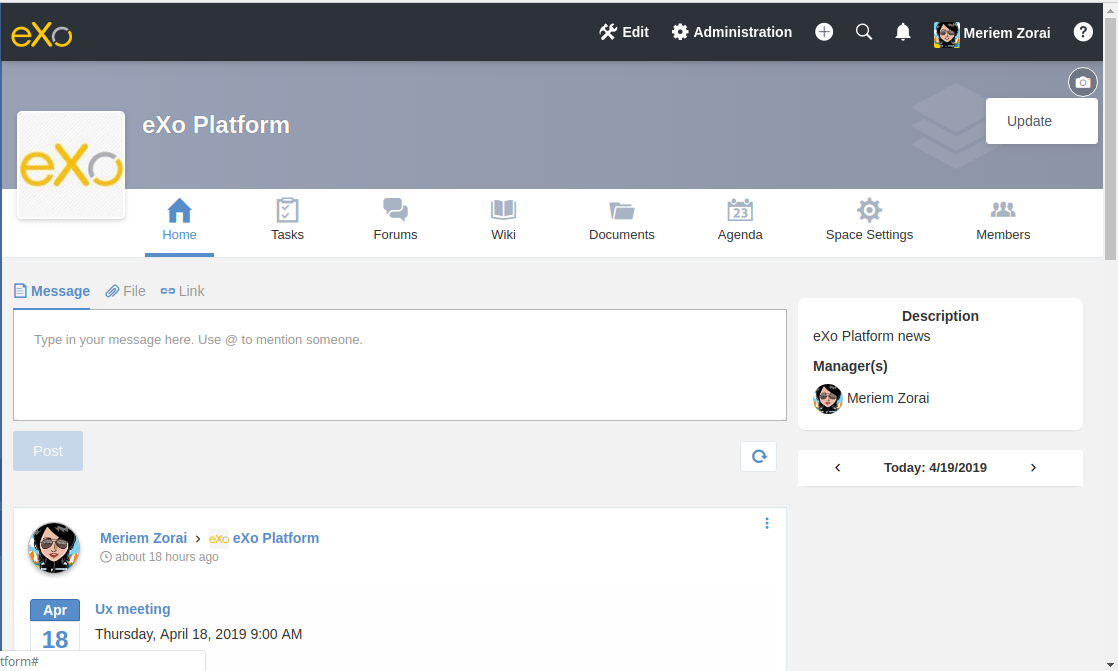 eXo
Edit
Administration
Meriem Zorai
?
Update
eXo Platform
eXo
Home
Tasks
Forums
Wiki
Documents
23
Agenda
Space Settings
Members
Message
File
Link
Type in your message here. Use @ to mention someone.
Post
Description
eXo Platform news
Manager(s)
Meriem Zorai
Today: 4/19/2019
Meriem Zorai › eXo eXo Platform
about 18 hours ago
Apr
18
Ux meeting
Thursday, April 18, 2019 9:00 AM
tform#